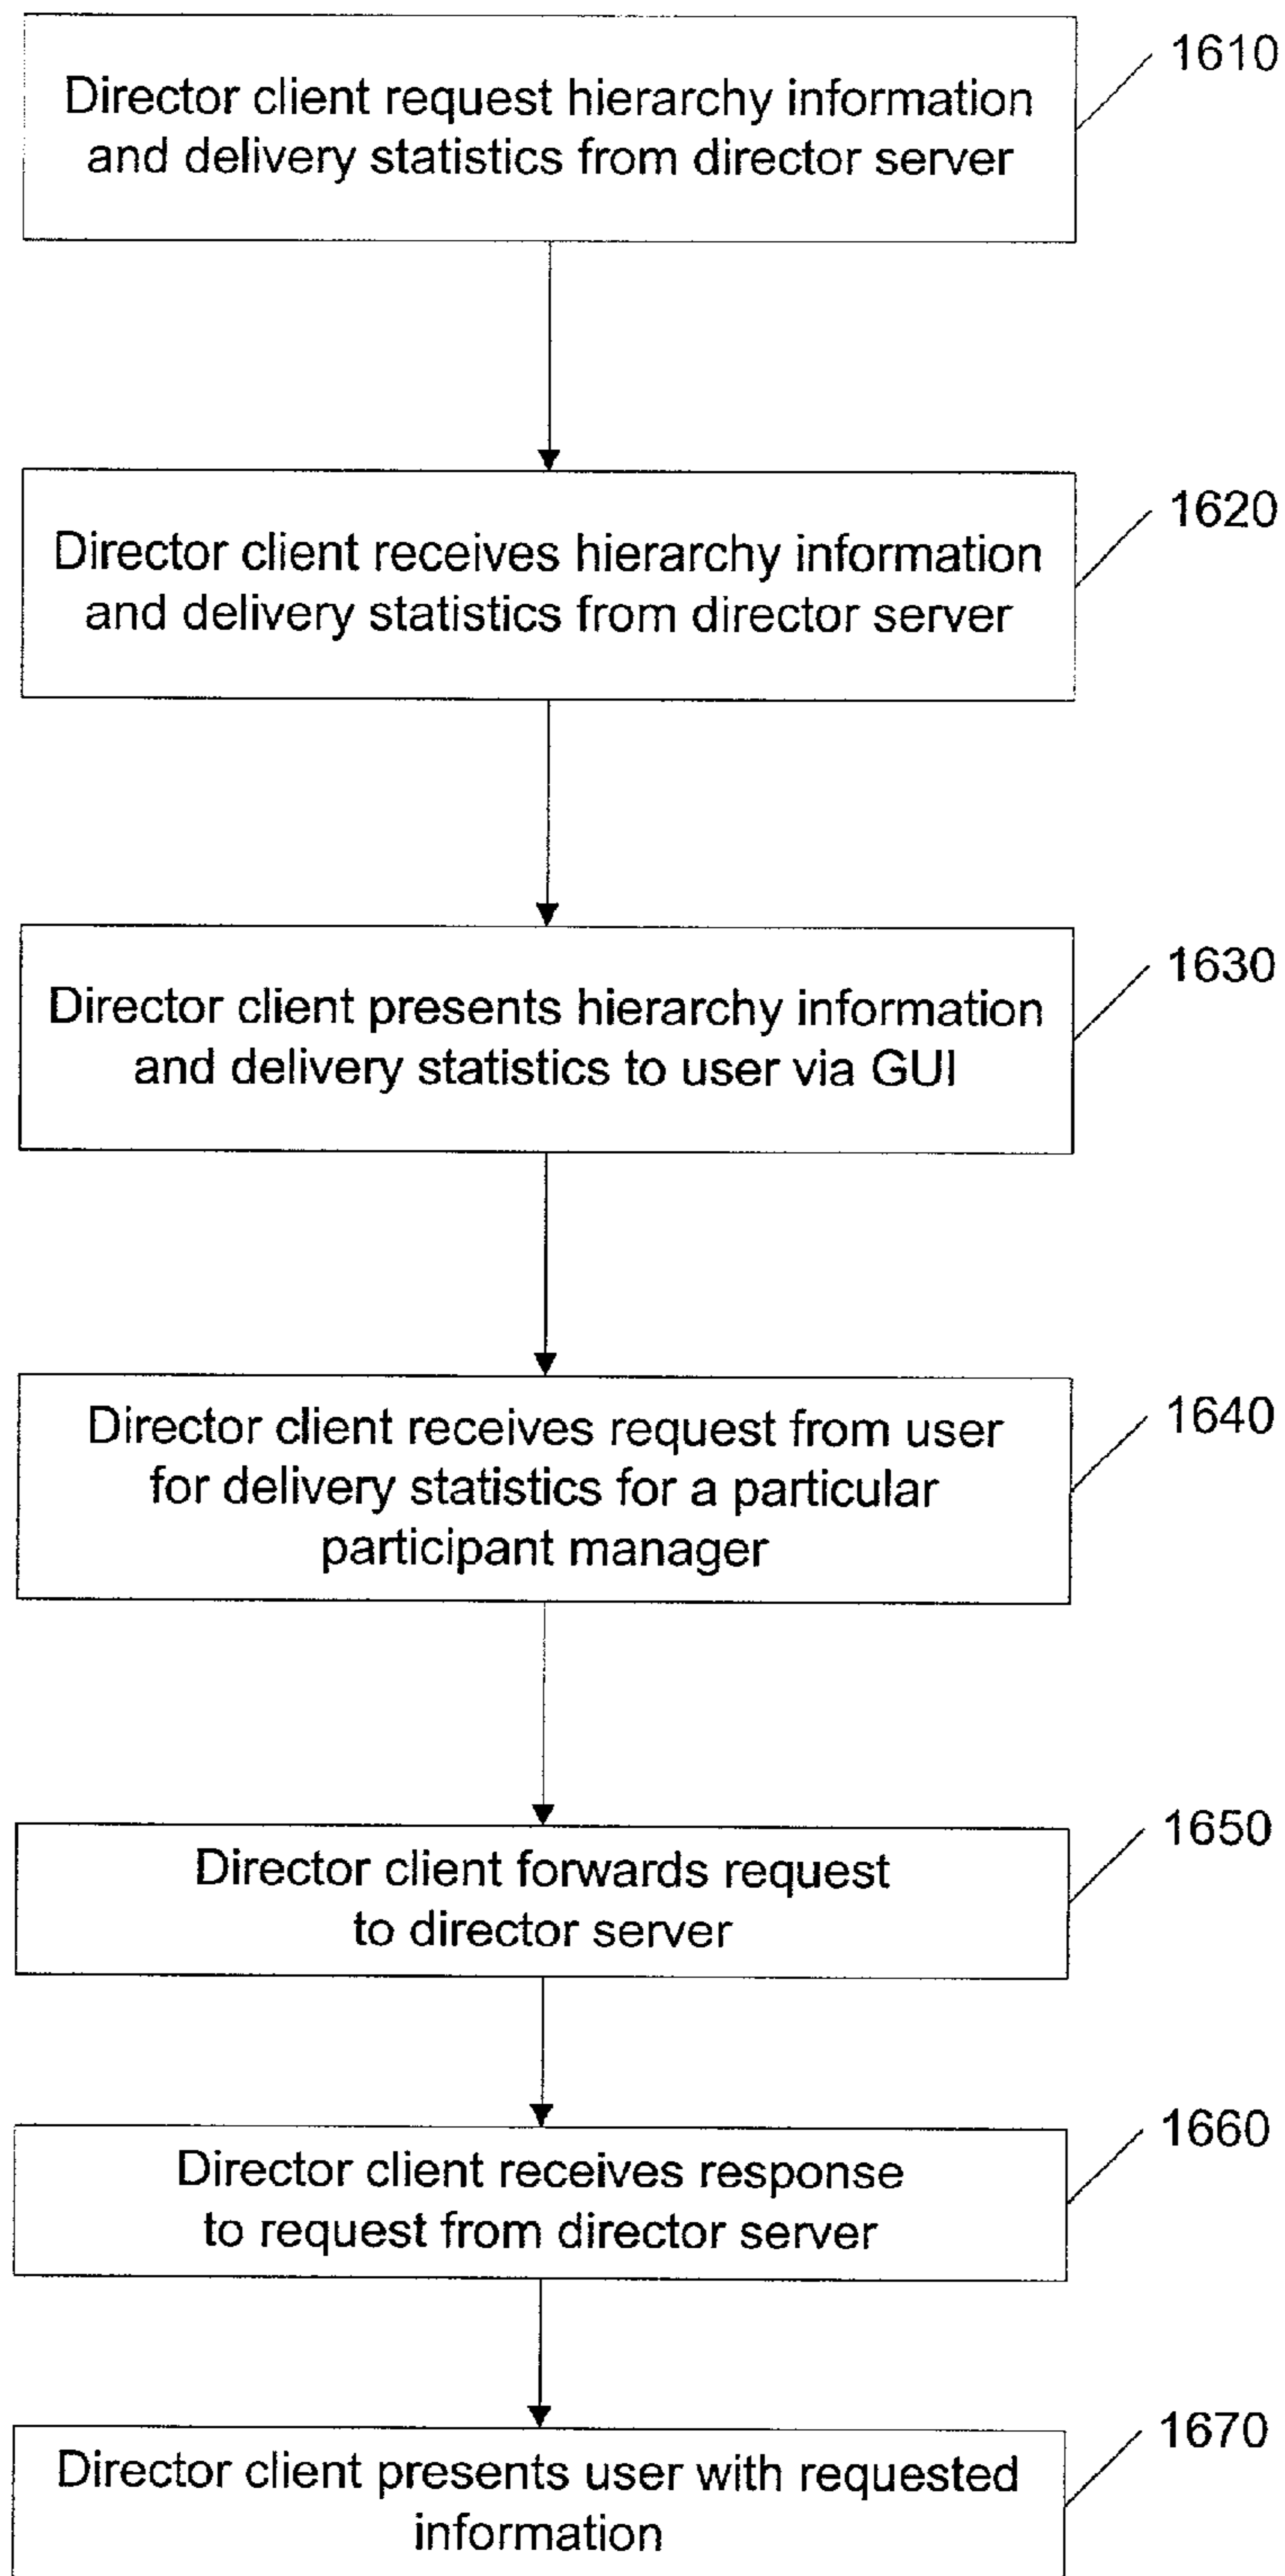 Director client request hierarchy information
and delivery statistics from director server
1610
Director client receives hierarchy information
and delivery statistics from director server
1620
Director client presents hierarchy information
and delivery statistics to user via GUI
1630
Director client receives request from user
for delivery statistics for a particular
participant manager
1640
Director client forwards request
to director server
1650
Director client receives response
to request from director server
1660
Director client presents user with requested
information
1670